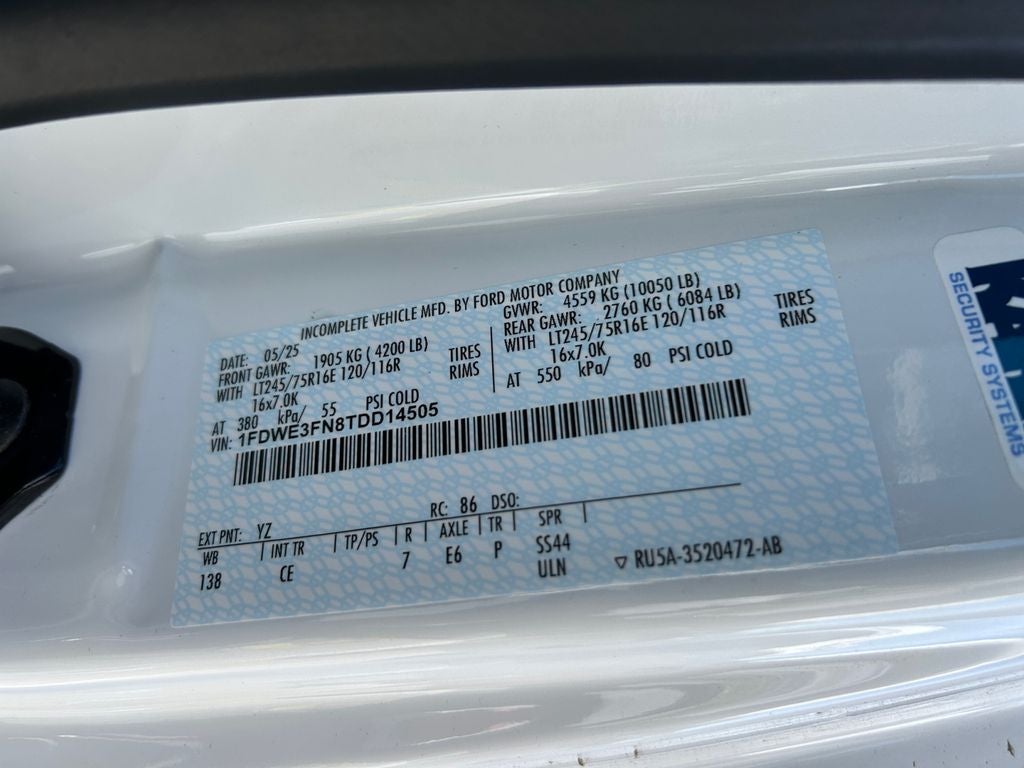 INCOMPLETE VEHICLE MFD. BY FORD MOTOR COMPANY
DATE: 05/25
GVWR: 4559 KG (10050 LB)
FRONT GAWR: 1905 KG ( 4200 LB)
REAR GAWR: 2760 KG ( 6084 LB)
WITH LT245/75R16E 120/116R TIRES
WITH LT245/75R16E 120/116R TIRES
16x7.0K RIMS
16x7.0K RIMS
AT 380 kPa/ 55 PSI COLD
AT 550 kPa/ 80 PSI COLD
VIN: 1FDWE3FN8TDD14505
EXT PNT: YZ RC: 86 DSO:
WB | INT TR | TP/PS | R | AXLE | TR | SPR |
138 CE 7 E6 P SS44
ULN ▽ RU5A-3520472-AB
SECURITY SYSTEMS